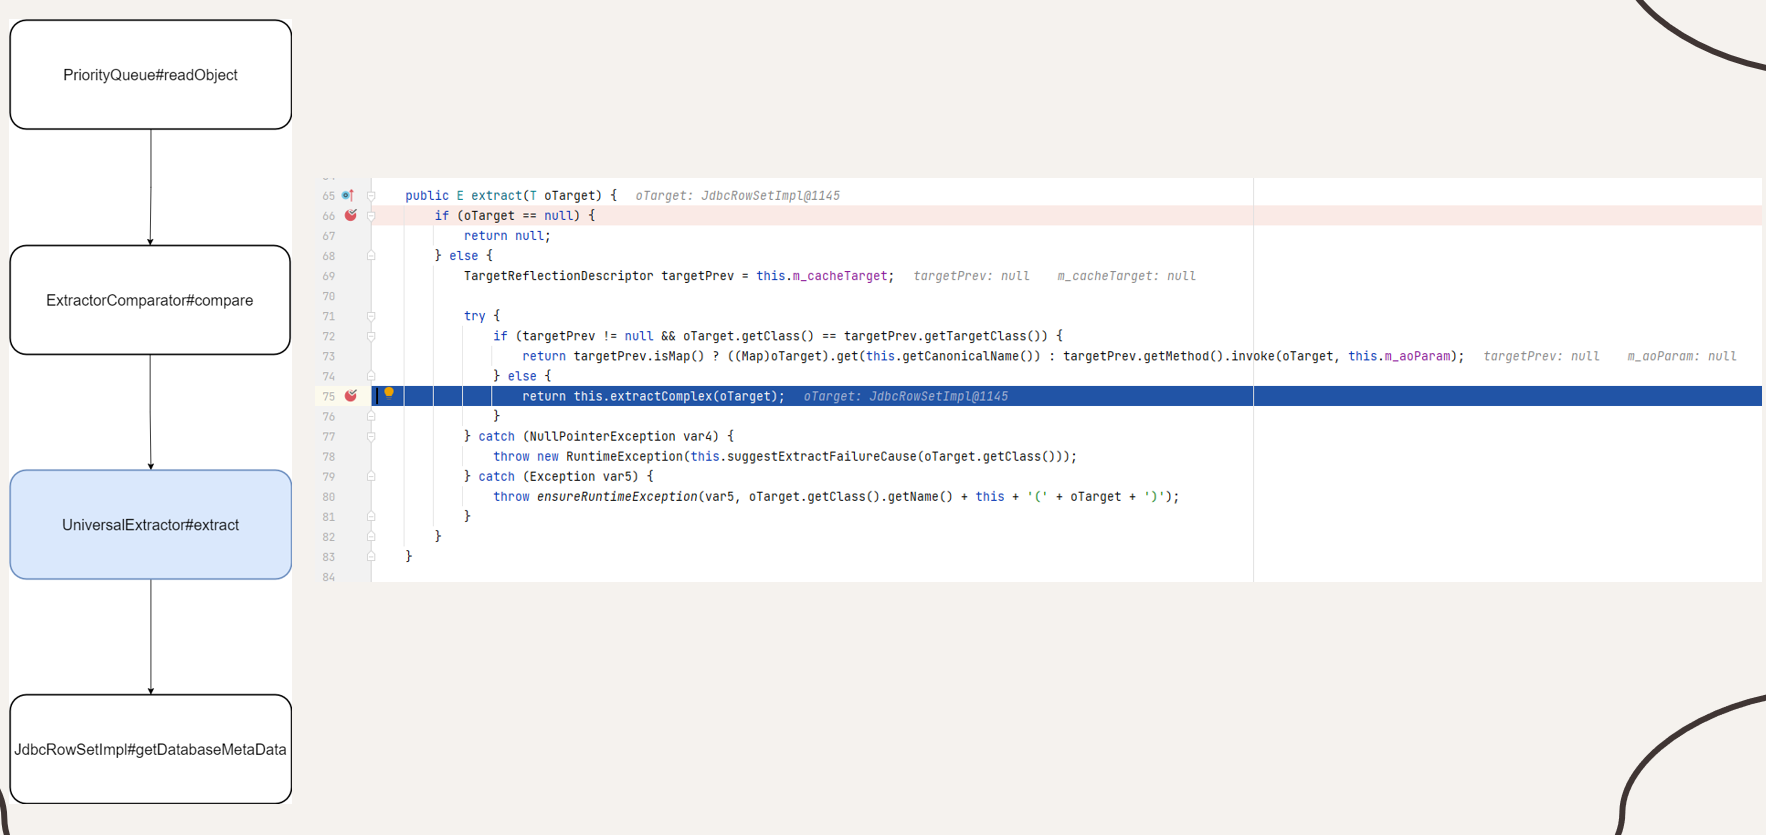 PriorityQueue#readObject
ExtractorComparator#compare
UniversalExtractor#extract
JdbcRowSetImpl#getDatabaseMetaData
65 public E extract(T oTarget) { oTarget: JdbcRowSetImpl@1145
66 if (oTarget == null) {
67 return null;
68 } else {
69 TargetReflectionDescriptor targetPrev = this.m_cacheTarget; targetPrev: null m_cacheTarget: null
70
71 try {
72 if (targetPrev != null && oTarget.getClass() == targetPrev.getTargetClass()) {
73 return targetPrev.isMap() ? ((Map)oTarget).get(this.getCanonicalName()) : targetPrev.getMethod().invoke(oTarget, this.m_aoParam); targetPrev: null m_aoParam: null
74 } else {
75 return this.extractComplex(oTarget); oTarget: JdbcRowSetImpl@1145
76 }
77 } catch (NullPointerException var4) {
78 throw new RuntimeException(this.suggestExtractFailureCause(oTarget.getClass()));
79 } catch (Exception var5) {
80 throw ensureRuntimeException(var5, oTarget.getClass().getName() + this + '(' + oTarget + ')');
81 }
82 }
83 }
84